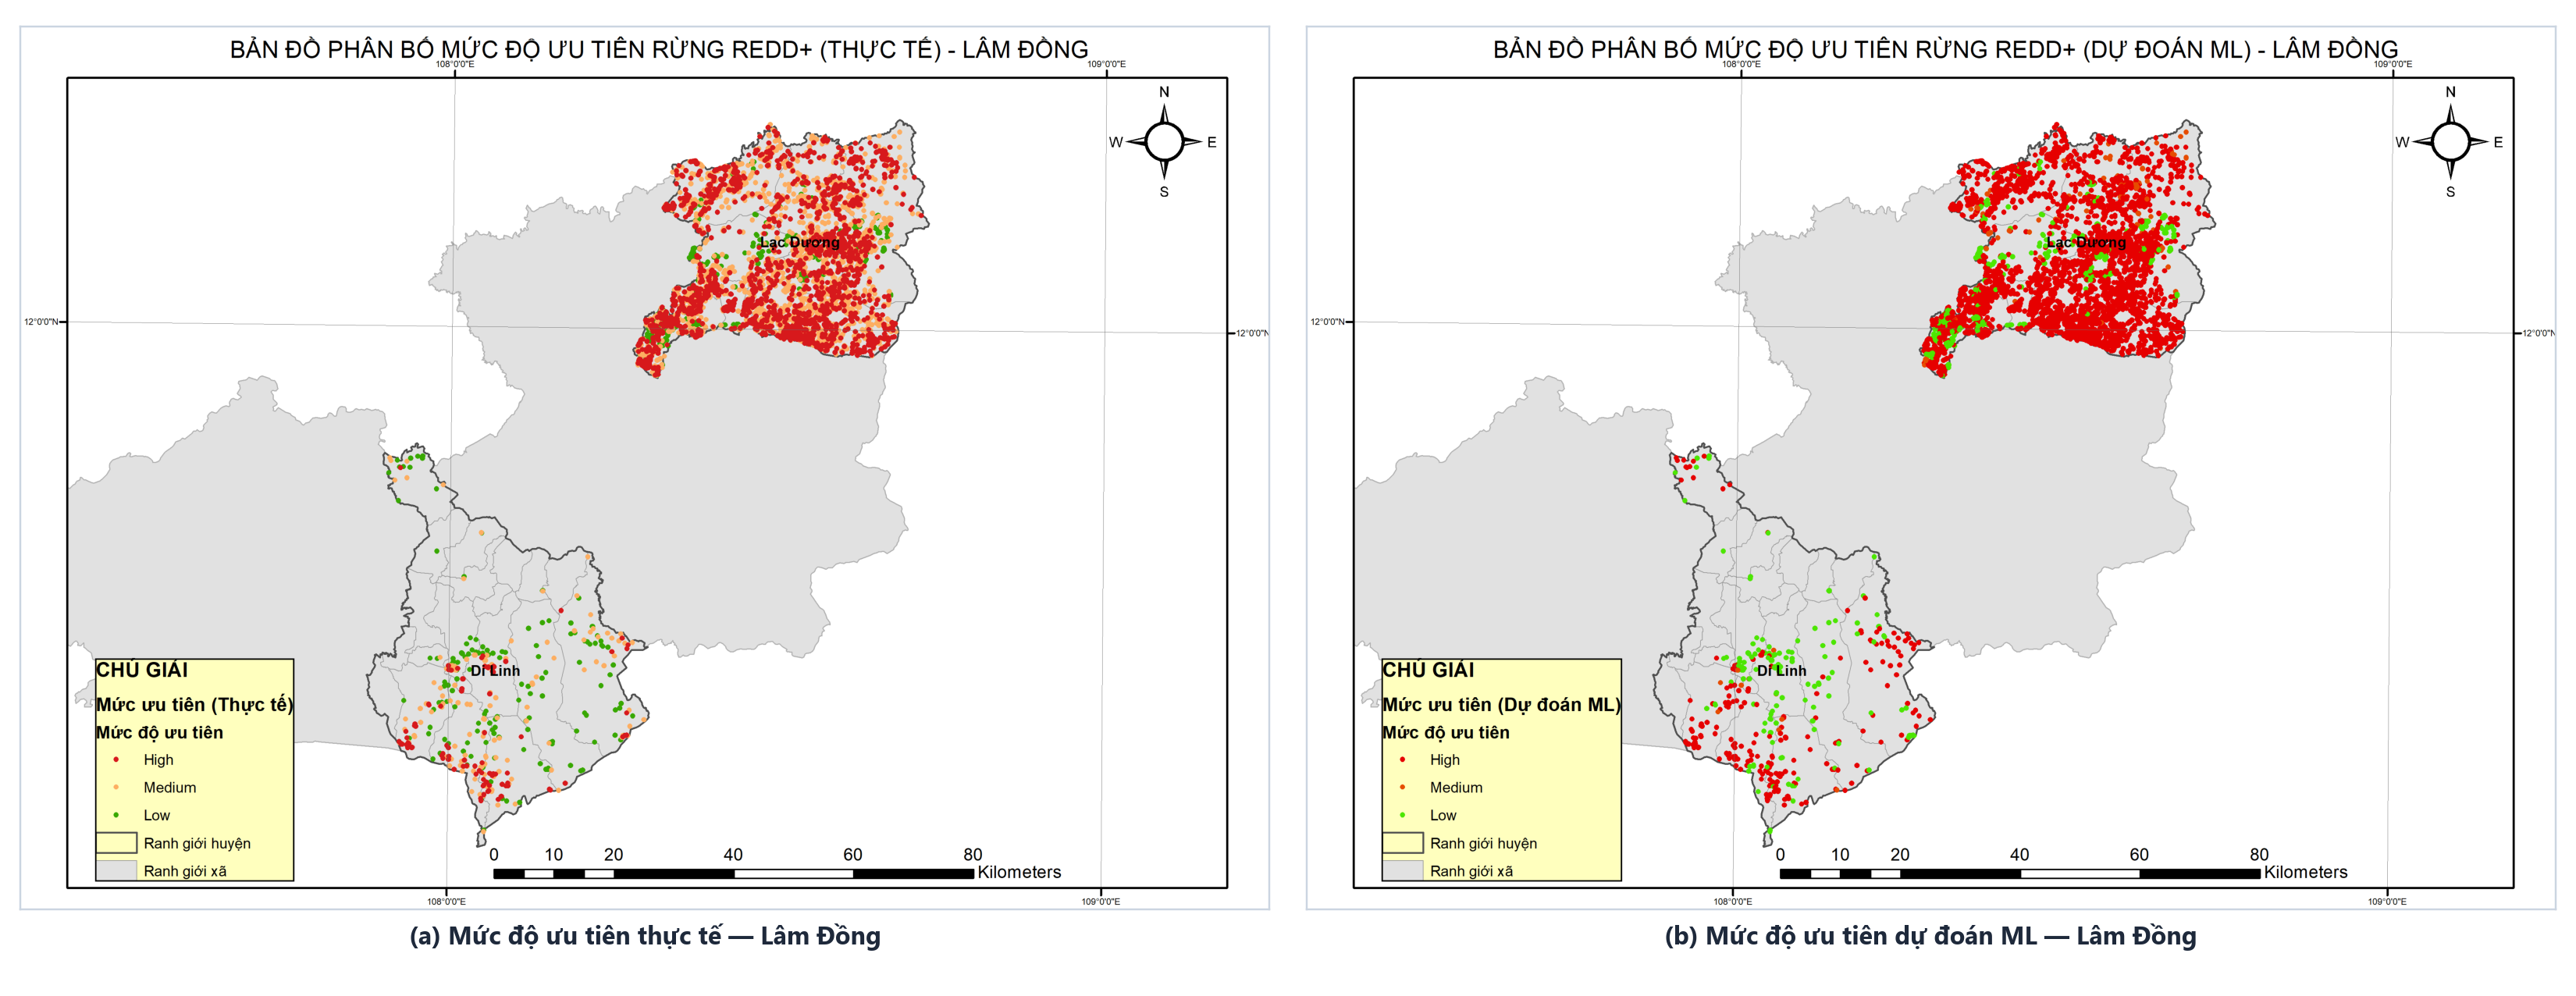 BẢN ĐỒ PHÂN BỐ MỨC ĐỘ ƯU TIÊN RỪNG REDD+ (THỰC TẾ) - LÂM ĐỒNG
108°0'0"E
109°0'0"E
N
W
E
S
Lạc Dương
12°0'0"N
12°0'0"N
Di Linh
CHÚ GIẢI
Mức ưu tiên (Thực tế)
Mức độ ưu tiên
High
Medium
Low
Ranh giới huyện
Ranh giới xã
0 10 20 40 60 80
Kilometers
108°0'0"E
109°0'0"E
(a) Mức độ ưu tiên thực tế — Lâm Đồng
BẢN ĐỒ PHÂN BỐ MỨC ĐỘ ƯU TIÊN RỪNG REDD+ (DỰ ĐOÁN ML) - LÂM ĐỒNG
108°0'0"E
109°0'0"E
N
W
E
S
Lạc Dương
12°0'0"N
12°0'0"N
Di Linh
CHÚ GIẢI
Mức ưu tiên (Dự đoán ML)
Mức độ ưu tiên
High
Medium
Low
Ranh giới huyện
Ranh giới xã
0 10 20 40 60 80
Kilometers
108°0'0"E
109°0'0"E
(b) Mức độ ưu tiên dự đoán ML — Lâm Đồng